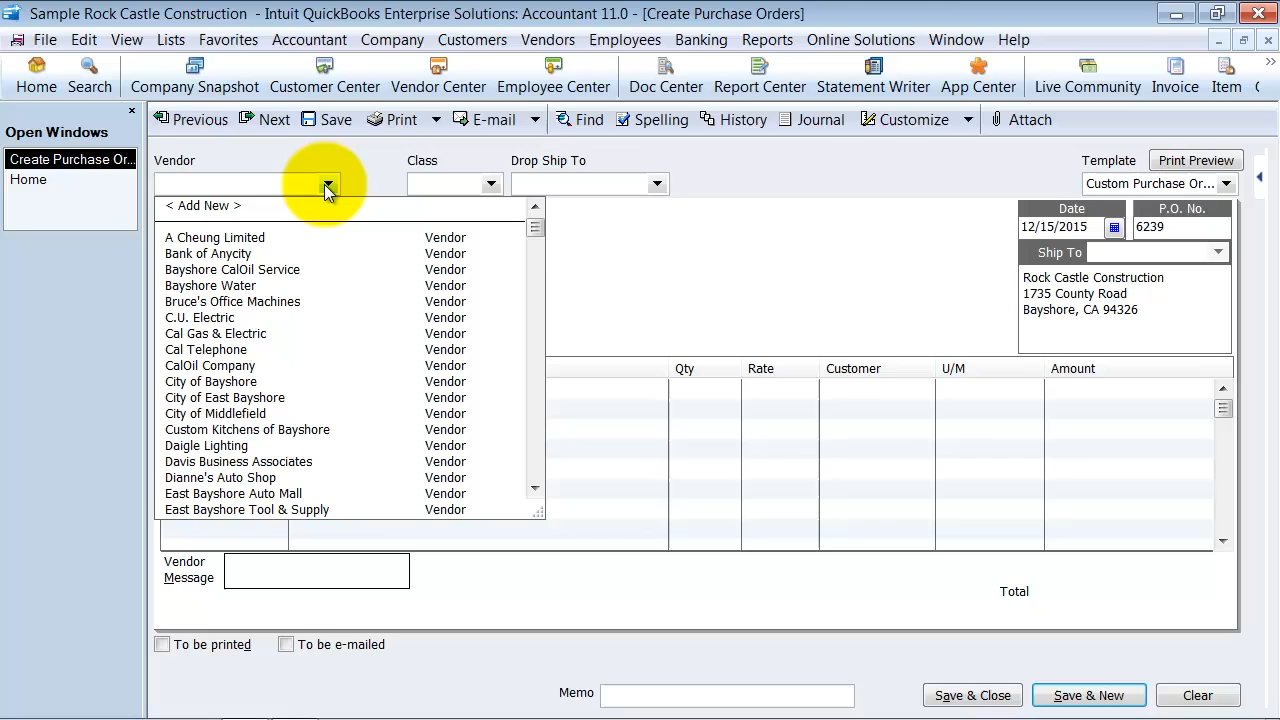 Sample Rock Castle Construction - Intuit QuickBooks Enterprise Solutions: Accountant 11.0 - [Create Purchase Orders]
File Edit View Lists Favorites Accountant Company Customers Vendors Employees Banking Reports Online Solutions Window Help
Home Search Company Snapshot Customer Center Vendor Center Employee Center Doc Center Report Center Statement Writer App Center Live Community Invoice Item
Open Windows
Create Purchase Or...
Home
Previous Next Save Print E-mail Find Spelling History Journal Customize Attach
Vendor Class Drop Ship To Template Print Preview
Custom Purchase Or...
< Add New >
A Cheung Limited Vendor
Bank of Anycity Vendor
Bayshore CalOil Service Vendor
Bayshore Water Vendor
Bruce's Office Machines Vendor
C.U. Electric Vendor
Cal Gas & Electric Vendor
Cal Telephone Vendor
CalOil Company Vendor
City of Bayshore Vendor
City of East Bayshore Vendor
City of Middlefield Vendor
Custom Kitchens of Bayshore Vendor
Daigle Lighting Vendor
Davis Business Associates Vendor
Dianne's Auto Shop Vendor
East Bayshore Auto Mall Vendor
East Bayshore Tool & Supply Vendor
Date P.O. No.
12/15/2015 6239
Ship To
Rock Castle Construction
1735 County Road
Bayshore, CA 94326
Qty Rate Customer U/M Amount
Vendor
Message
Total
To be printed To be e-mailed
Memo Save & Close Save & New Clear